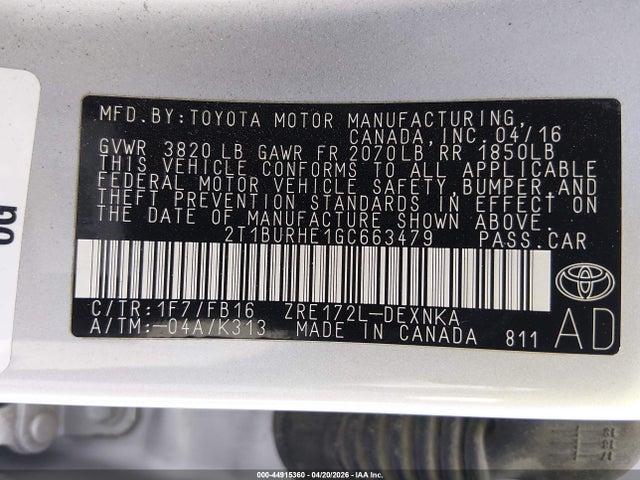 MFD.BY:TOYOTA MOTOR MANUFACTURING,
CANADA,INC. 04/16
GVWR 3820LB GAWR FR 2070LB RR 1850LB
THIS VEHICLE CONFORMS TO ALL APPLICABLE
FEDERAL MOTOR VEHICLE SAFETY,BUMPER,AND
THEFT PREVENTION STANDARDS IN EFFECT ON
THE DATE OF MANUFACTURE SHOWN ABOVE.
2T1BURHE1GC663479 PASS.CAR
C/TR:1F7/FB16 ZRE172L-DEXNKA
A/TM:-04A/K313 MADE IN CANADA 811
AD
000-44915360 - 04/20/2026 - IAA Inc.